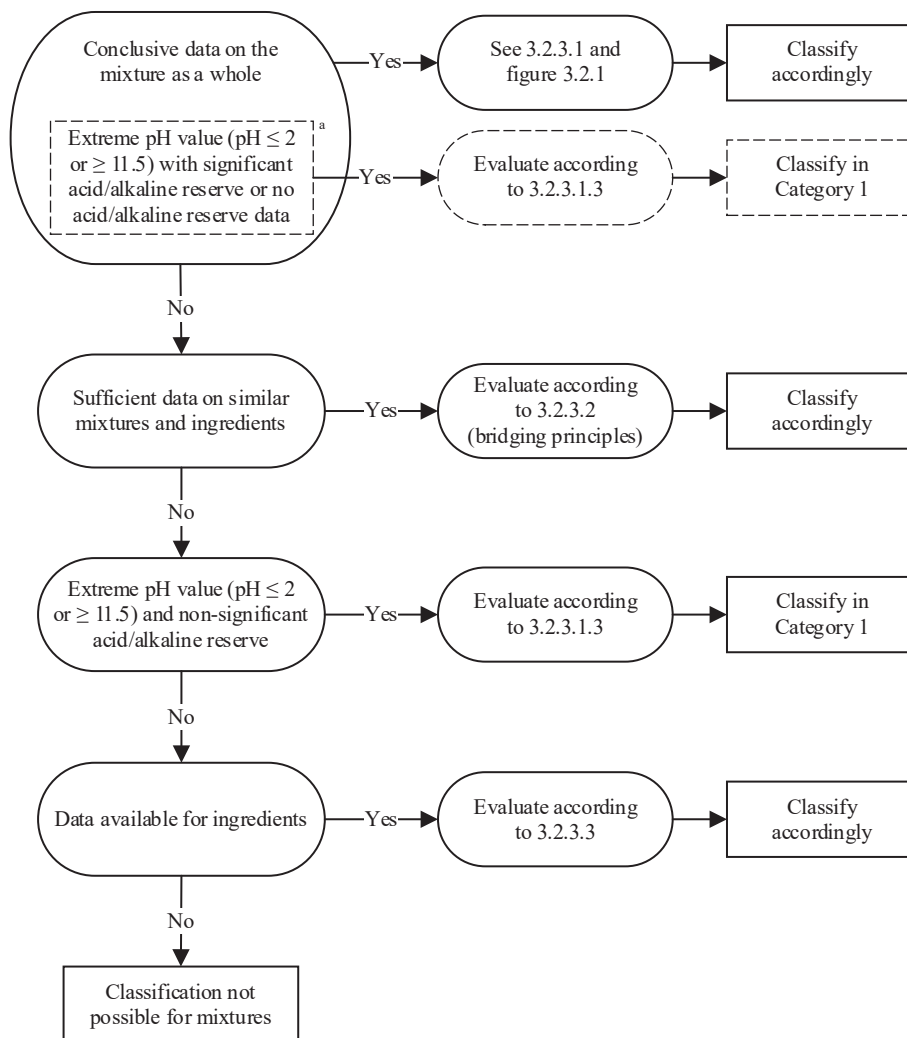 Conclusive data on the
mixture as a whole
Yes
See 3.2.3.1 and
figure 3.2.1
Classify
accordingly
Extreme pH value (pH ≤ 2
or ≥ 11.5) with significant
acid/alkaline reserve or no
acid/alkaline reserve data
a
Yes
Evaluate according
to 3.2.3.1.3
Classify in
Category 1
No
Sufficient data on similar
mixtures and ingredients
Yes
Evaluate according
to 3.2.3.2
(bridging principles)
Classify
accordingly
No
Extreme pH value (pH ≤ 2
or ≥ 11.5) and non-significant
acid/alkaline reserve
Yes
Evaluate according
to 3.2.3.1.3
Classify in
Category 1
No
Data available for ingredients
Yes
Evaluate according
to 3.2.3.3
Classify
accordingly
No
Classification not
possible for mixtures